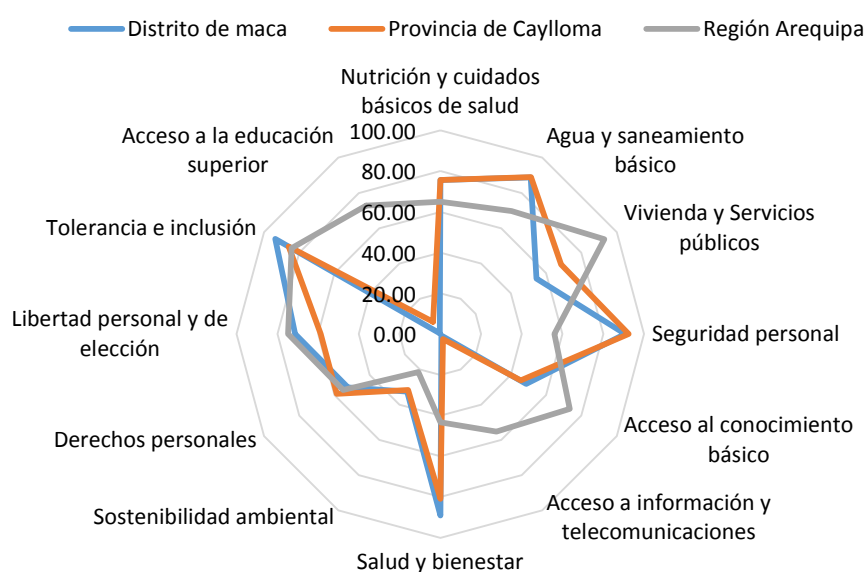 Distrito de maca
Provincia de Caylloma
Región Arequipa
Nutrición y cuidados
básicos de salud
Agua y saneamiento
básico
Vivienda y Servicios
públicos
Seguridad personal
Acceso al conocimiento
básico
Acceso a información y
telecomunicaciones
Salud y bienestar
Sostenibilidad ambiental
Derechos personales
Libertad personal y de
elección
Tolerancia e inclusión
Acceso a la educación
superior
100.00
80.00
60.00
40.00
20.00
0.00